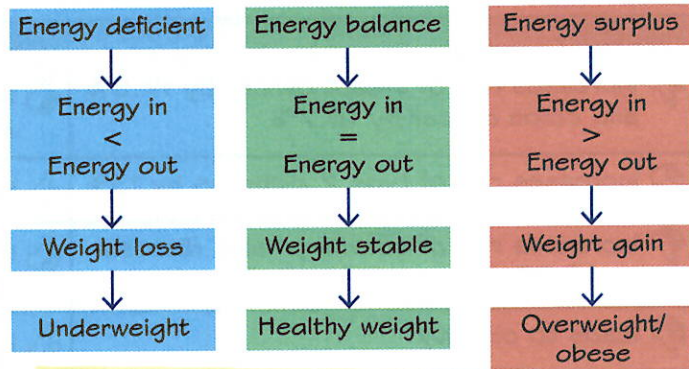 Energy deficient
Energy in
<
Energy out
Weight loss
Underweight
Energy balance
Energy in
=
Energy out
Weight stable
Healthy weight
Energy surplus
Energy in
>
Energy out
Weight gain
Overweight/
obese